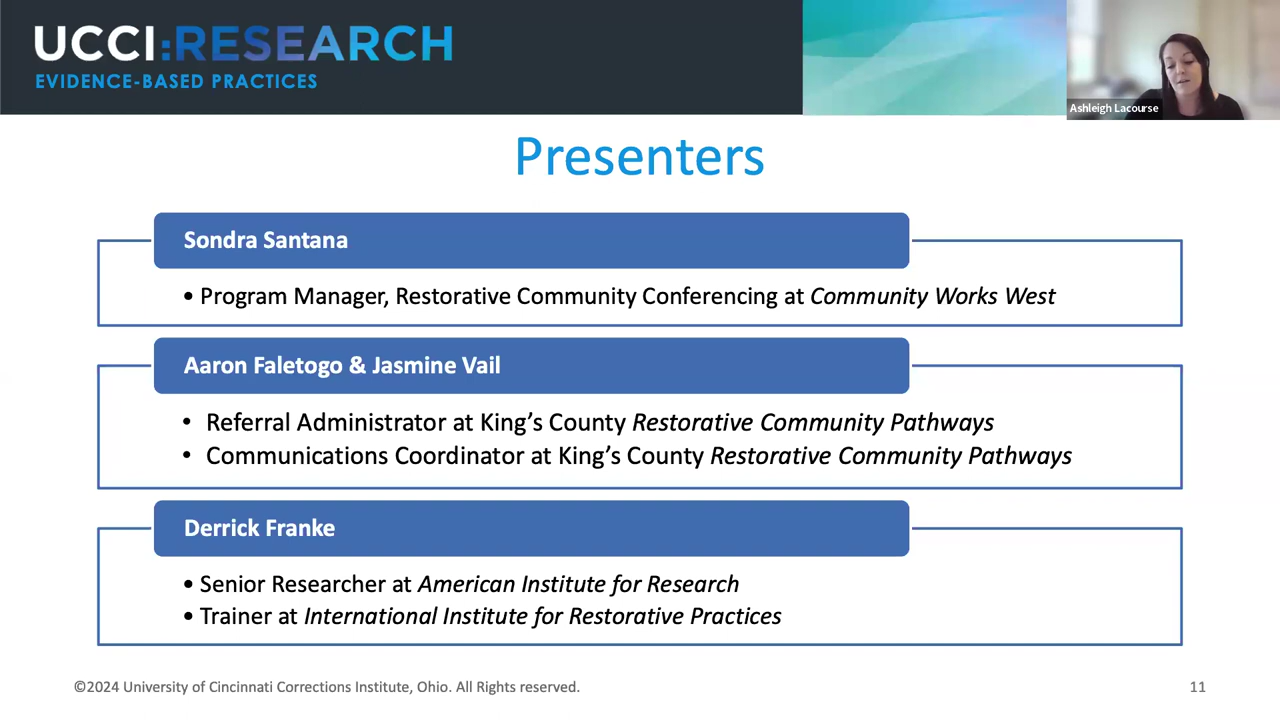 UCCI:RESEARCH
EVIDENCE-BASED PRACTICES
Ashleigh Lacourse
Presenters
Sondra Santana
• Program Manager, Restorative Community Conferencing at Community Works West
Aaron Faletogo & Jasmine Vail
• Referral Administrator at King’s County Restorative Community Pathways
• Communications Coordinator at King’s County Restorative Community Pathways
Derrick Franke
• Senior Researcher at American Institute for Research
• Trainer at International Institute for Restorative Practices
©2024 University of Cincinnati Corrections Institute, Ohio. All Rights reserved.
11